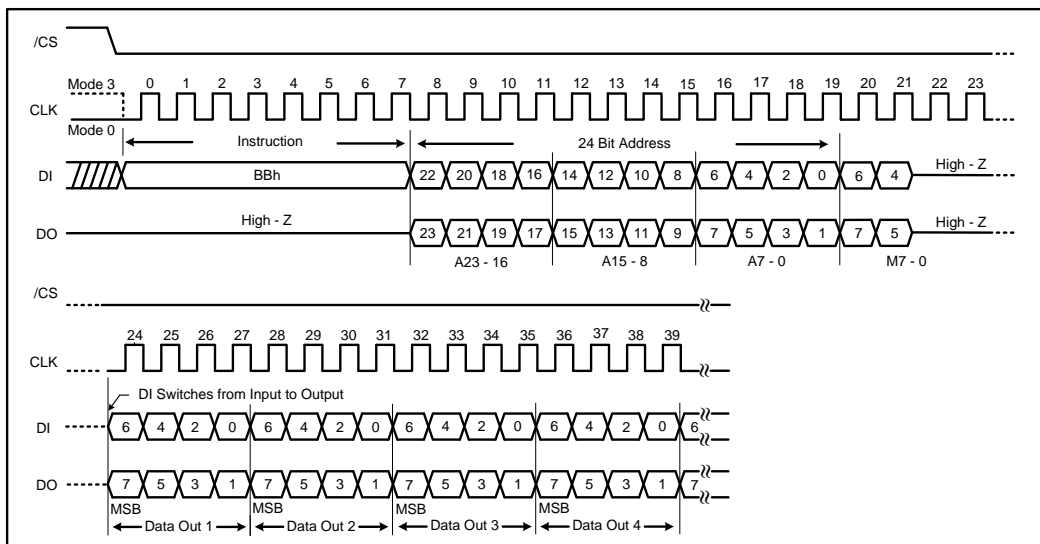 /CS
Mode 3 0 1 2 3 4 5 6 7 8 9 10 11 12 13 14 15 16 17 18 19 20 21 22 23
CLK
Mode 0 Instruction 24 Bit Address
DI BBh 22 20 18 16 14 12 10 8 6 4 2 0 6 4 High - Z
DO High - Z 23 21 19 17 15 13 11 9 7 5 3 1 7 5 High - Z
A23 - 16 A15 - 8 A7 - 0 M7 - 0
/CS
24 25 26 27 28 29 30 31 32 33 34 35 36 37 38 39
CLK
DI Switches from Input to Output
DI 6 4 2 0 6 4 2 0 6 4 2 0 6 4 2 0 6
DO 7 5 3 1 7 5 3 1 7 5 3 1 7 5 3 1 7
MSB MSB MSB MSB
Data Out 1 Data Out 2 Data Out 3 Data Out 4